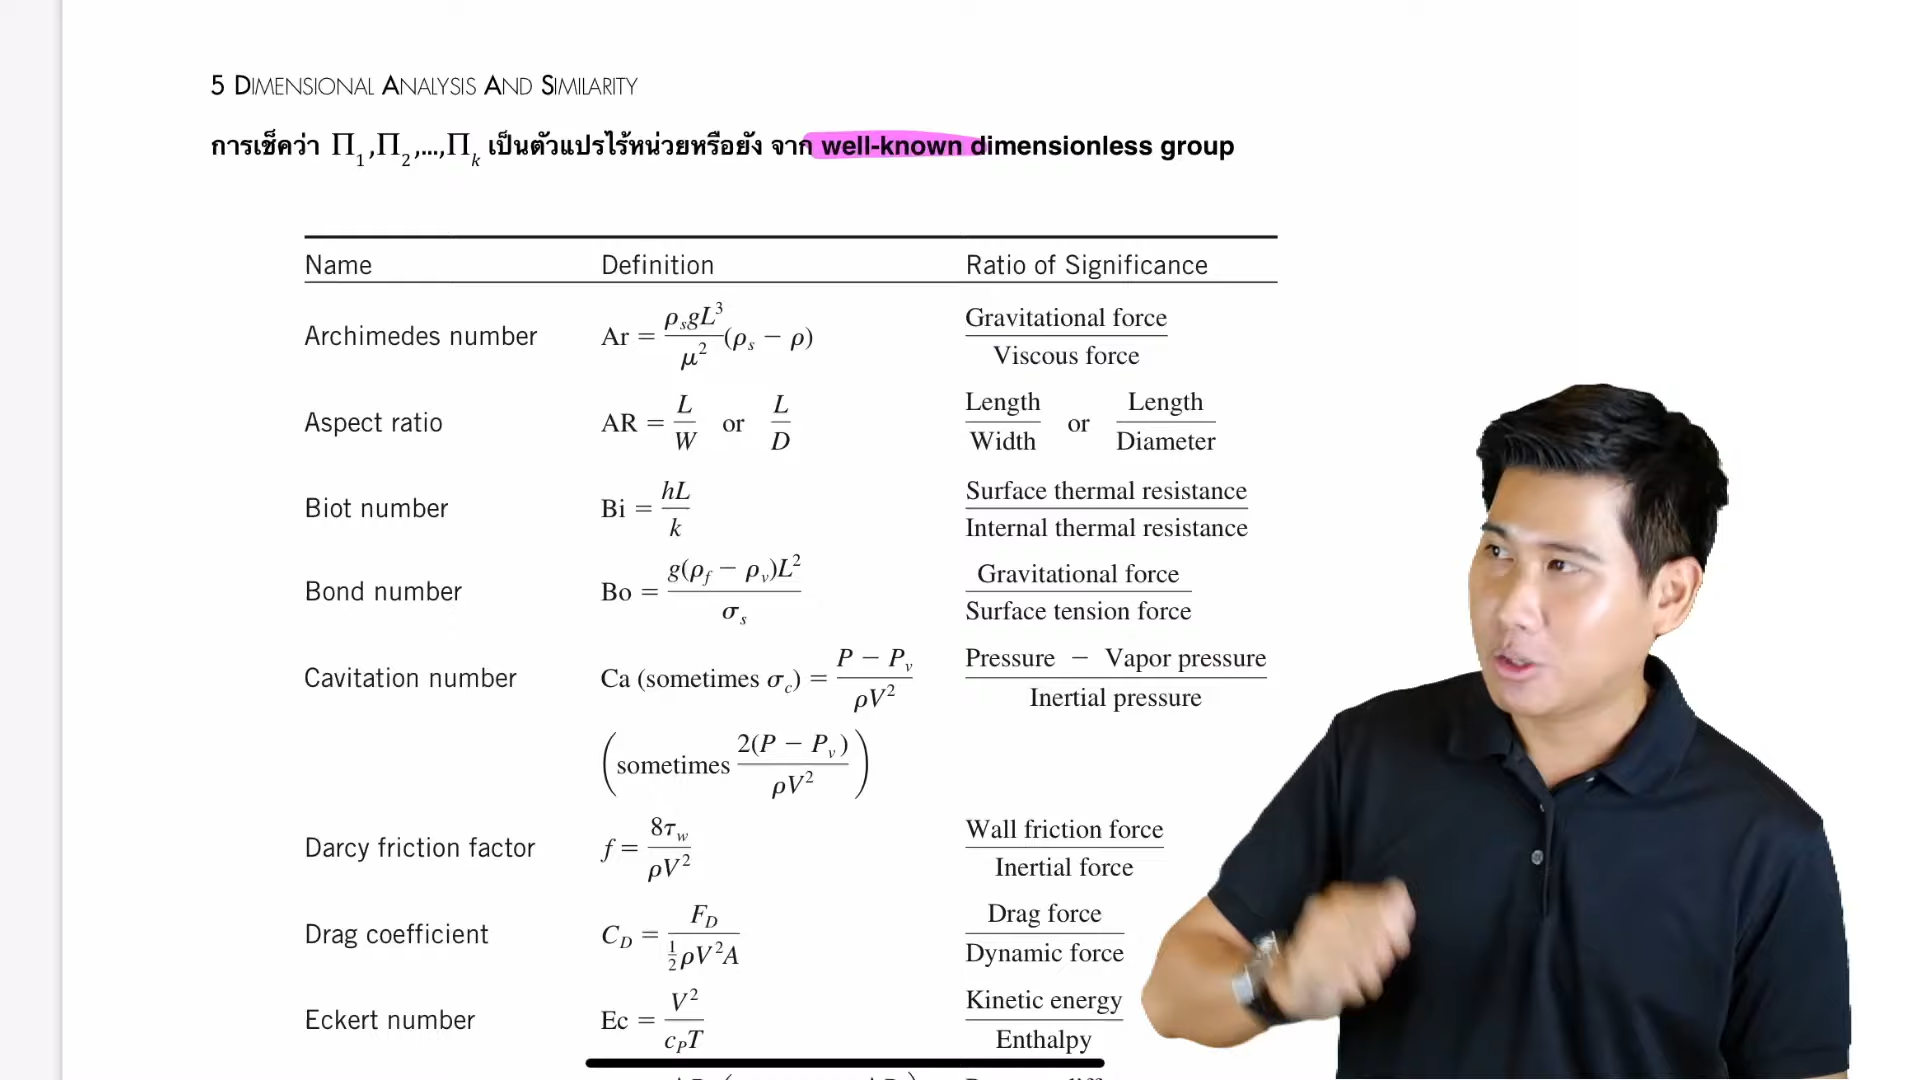 5 DIMENSIONAL ANALYSIS AND SIMILARITY
การเช็คว่า Π₁,Π₂,...,Πₖ เป็นตัวแปรไร้หน่วยหรือยัง จาก well-known dimensionless group
Name Definition Ratio of Significance
Archimedes number Ar = ρₛgL³/μ² (ρₛ − ρ) Gravitational force / Viscous force
Aspect ratio AR = L/W or L/D Length/Width or Length/Diameter
Biot number Bi = hL/k Surface thermal resistance / Internal thermal resistance
Bond number Bo = g(ρ_f − ρᵥ)L²/σₛ Gravitational force / Surface tension force
Cavitation number Ca (sometimes σ_c) = (P − Pᵥ)/ρV² Pressure − Vapor pressure / Inertial pressure
(sometimes 2(P − Pᵥ)/ρV²)
Darcy friction factor f = 8τ_w/ρV² Wall friction force / Inertial force
Drag coefficient C_D = F_D/(½ρV²A) Drag force / Dynamic force
Eckert number Ec = V²/(c_P T) Kinetic energy / Enthalpy